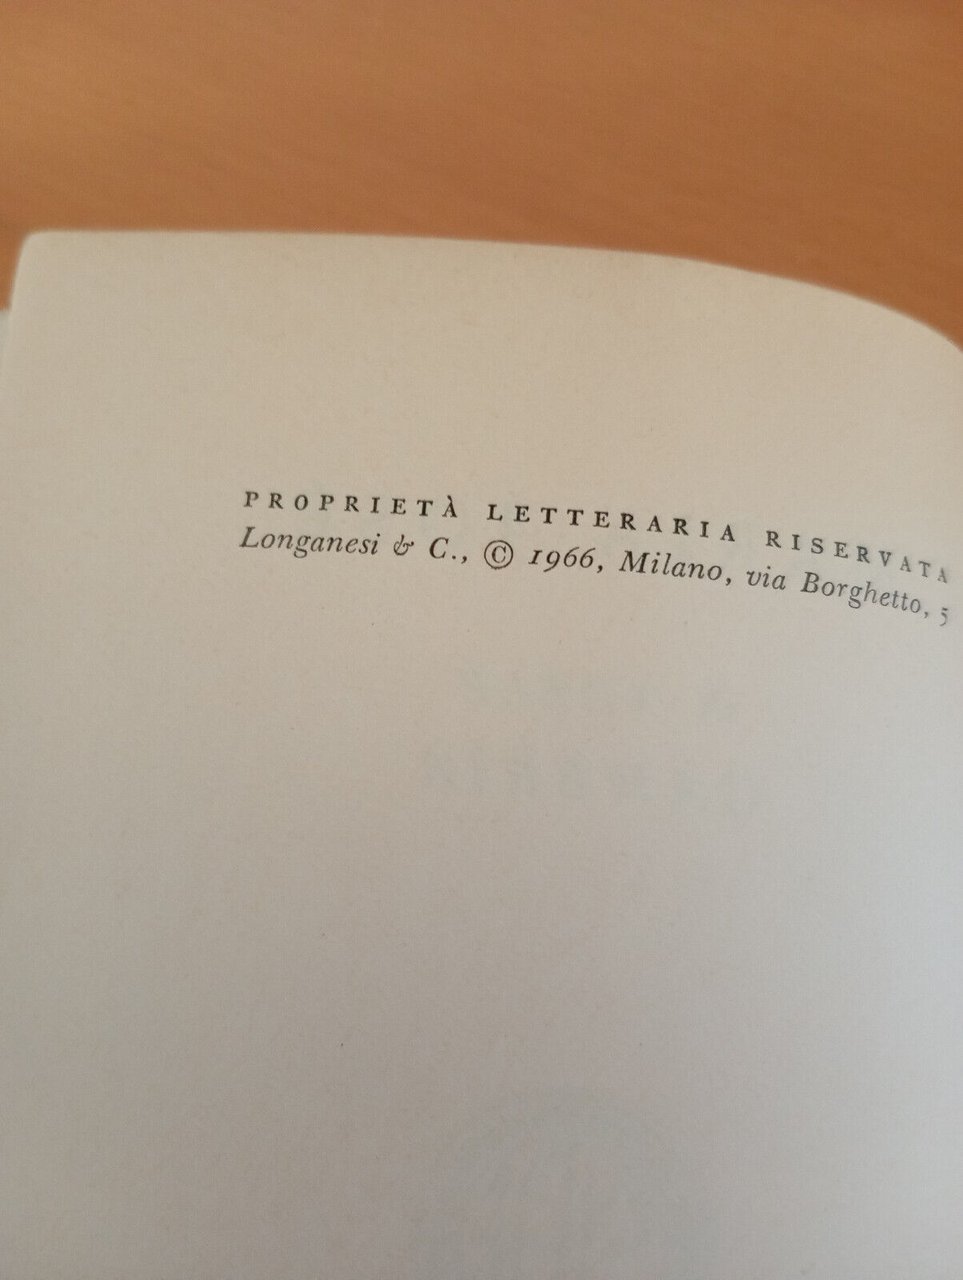 PROPRIETÀ LETTERARIA RISERVATA
Longanesi & C., © 1966, Milano, via Borghetto, 5